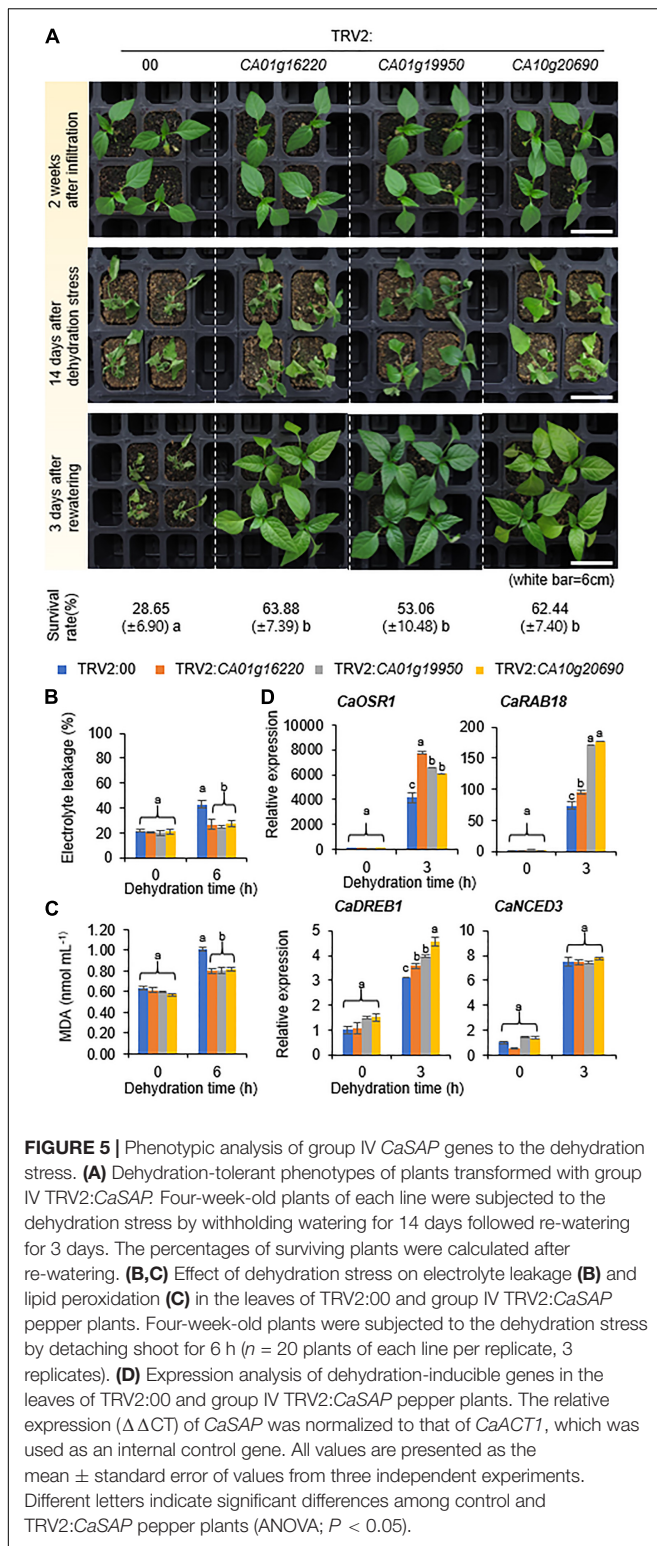 A
TRV2:
00 CA01g16220 CA01g19950 CA10g20690
2 weeks
after infiltration
14 days after
dehydration stress
3 days after
rewatering
(white bar=6cm)
Survival
rate(%)
28.65 63.88 53.06 62.44
(±6.90) a (±7.39) b (±10.48) b (±7.40) b
TRV2:00 TRV2:CA01g16220 TRV2:CA01g19950 TRV2:CA10g20690
B
Electrolyte leakage (%)
100
80
60
40
20
0
a
a
b
0 6
Dehydration time (h)
C
MDA (nmol mL-1)
1.20
1.00
0.80
0.60
0.40
0.20
0.00
a
a
b
0 6
Dehydration time (h)
D
CaOSR1
Relative expression
10000
8000
6000
4000
2000
0
a
c
a
b
b
0 3
Dehydration time (h)
CaRAB18
200
150
100
50
0
a
c
b
a
a
0 3
CaDREB1
Relative expression
5
4
3
2
1
0
a
c
b
b
a
0 3
Dehydration time (h)
CaNCED3
10
8
6
4
2
0
a
a
0 3
FIGURE 5 | Phenotypic analysis of group IV CaSAP genes to the dehydration
stress. (A) Dehydration-tolerant phenotypes of plants transformed with group
IV TRV2:CaSAP. Four-week-old plants of each line were subjected to the
dehydration stress by withholding watering for 14 days followed re-watering
for 3 days. The percentages of surviving plants were calculated after
re-watering. (B,C) Effect of dehydration stress on electrolyte leakage (B) and
lipid peroxidation (C) in the leaves of TRV2:00 and group IV TRV2:CaSAP
pepper plants. Four-week-old plants were subjected to the dehydration stress
by detaching shoot for 6 h (n = 20 plants of each line per replicate, 3
replicates). (D) Expression analysis of dehydration-inducible genes in the
leaves of TRV2:00 and group IV TRV2:CaSAP pepper plants. The relative
expression (ΔΔCT) of CaSAP was normalized to that of CaACT1, which was
used as an internal control gene. All values are presented as the
mean ± standard error of values from three independent experiments.
Different letters indicate significant differences among control and
TRV2:CaSAP pepper plants (ANOVA; P < 0.05).